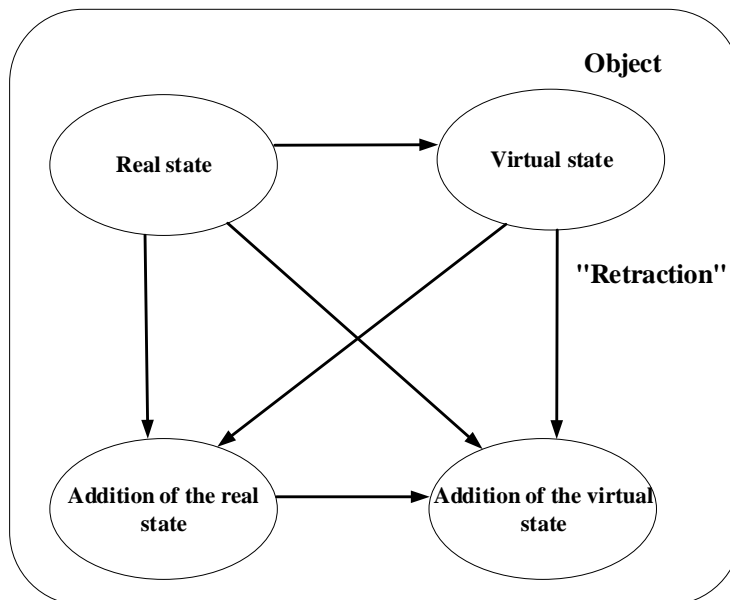 Object
Real state
Virtual state
"Retraction"
Addition of the real
state
Addition of the virtual
state